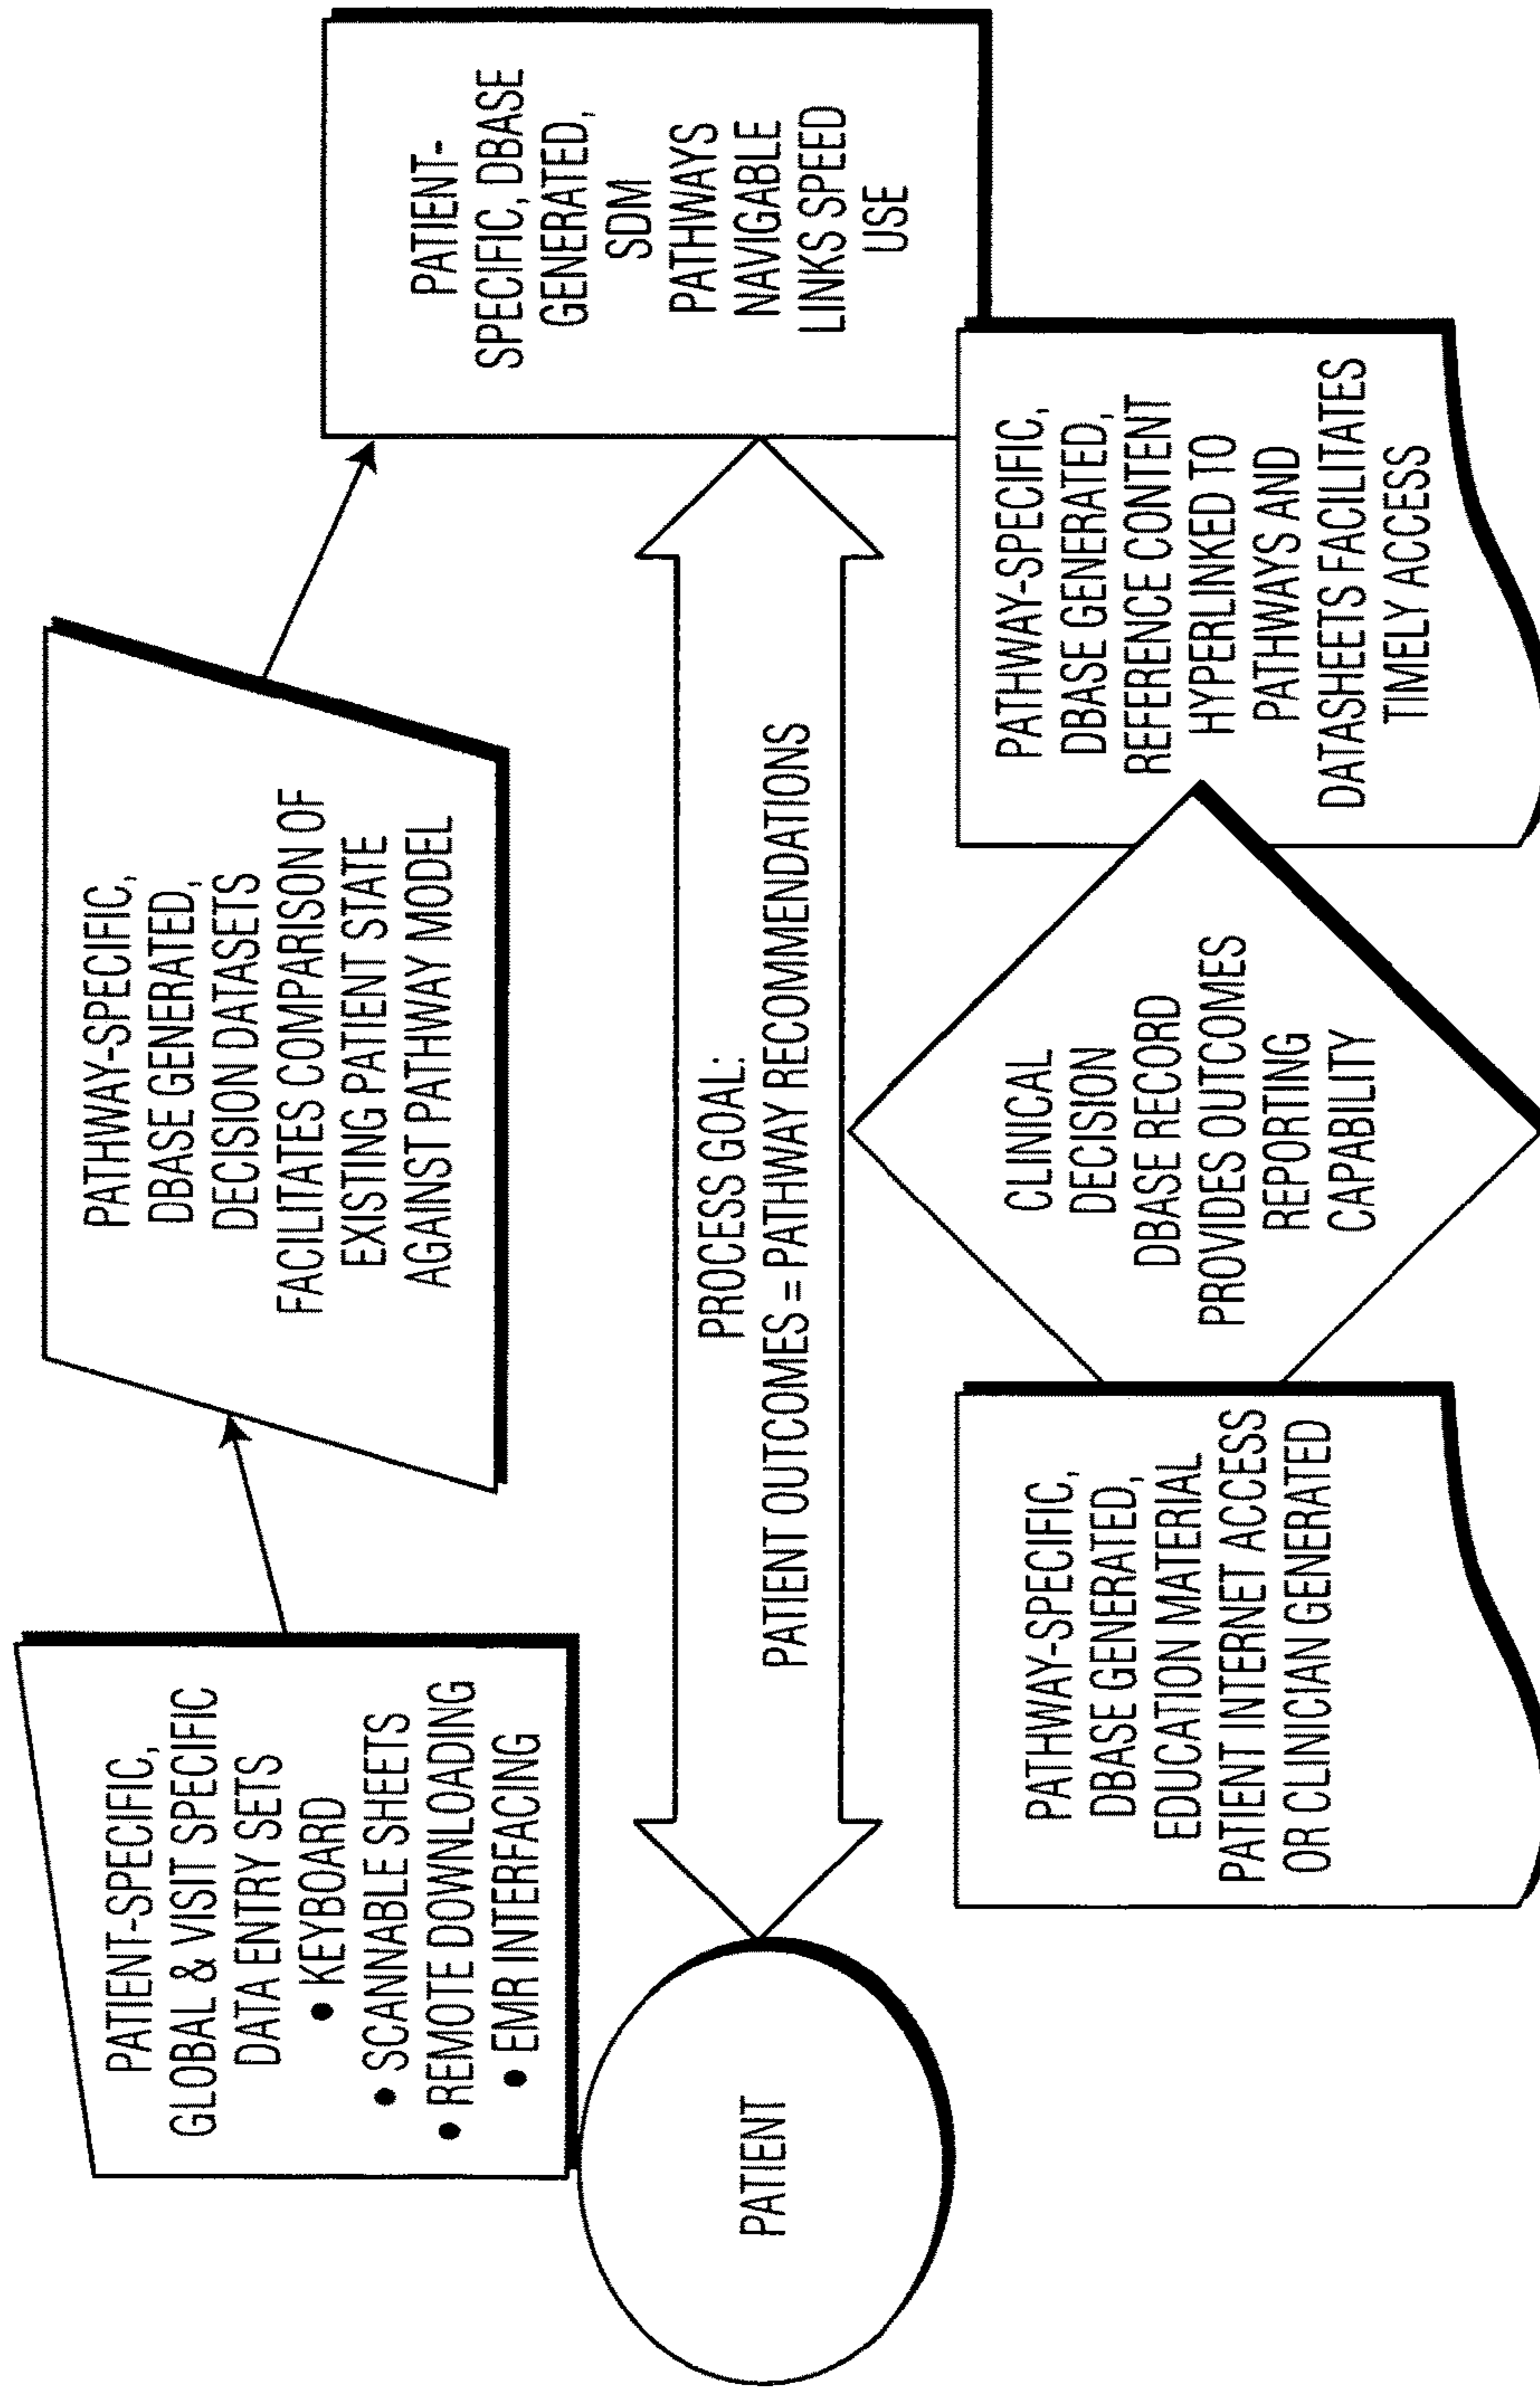 PATIENT-SPECIFIC,
GLOBAL & VISIT SPECIFIC
DATA ENTRY SETS
• KEYBOARD
• SCANNABLE SHEETS
• REMOTE DOWNLOADING
• EMR INTERFACING
PATHWAY-SPECIFIC,
DBASE GENERATED,
DECISION DATASETS
FACILITATES COMPARISON OF
EXISTING PATIENT STATE
AGAINST PATHWAY MODEL
PATIENT-
SPECIFIC, DBASE
GENERATED,
SDM
PATHWAYS
NAVIGABLE
LINKS SPEED
USE
PATIENT
PROCESS GOAL:
PATIENT OUTCOMES = PATHWAY RECOMMENDATIONS
PATHWAY-SPECIFIC,
DBASE GENERATED,
EDUCATION MATERIAL
PATIENT INTERNET ACCESS
OR CLINICIAN GENERATED
CLINICAL
DECISION
DBASE RECORD
PROVIDES OUTCOMES
REPORTING
CAPABILITY
PATHWAY-SPECIFIC,
DBASE GENERATED,
REFERENCE CONTENT
HYPERLINKED TO
PATHWAYS AND
DATASHEETS FACILITATES
TIMELY ACCESS